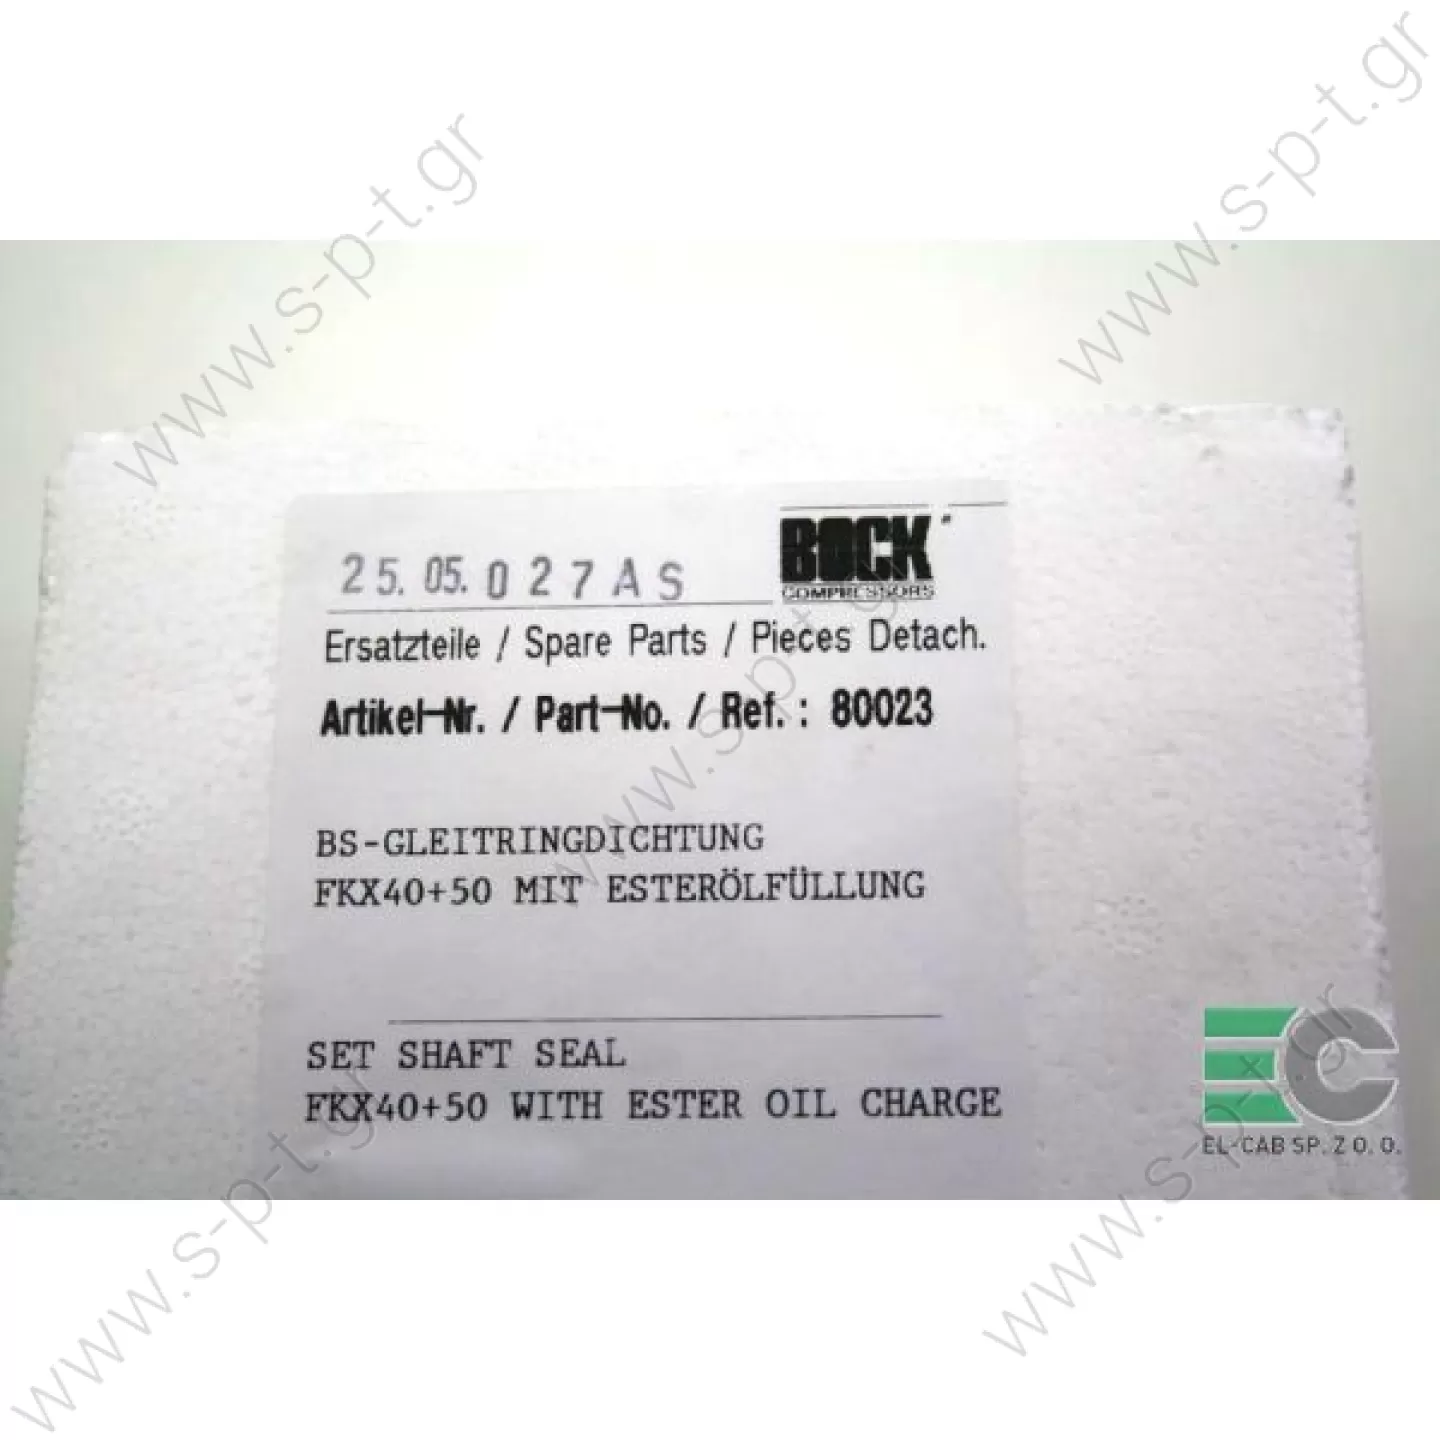 www.s-p-t.gr
www.s-p-t.gr
BOCK
COMPRESSORS
25. 05. 027AS
Ersatzteile / Spare Parts / Pieces Detach.
Artikel-Nr. / Part-No. / Ref. : 80023
www.s-p-t.gr
BS-GLEITRINGDICHTUNG
FKX40+50 MIT ESTERÖLFÜLLUNG
SET SHAFT SEAL
FKX40+50 WITH ESTER OIL CHARGE
EC
EL-CAB SP. Z O. O.
www.s-p-t.gr
www.s-p-t.gr